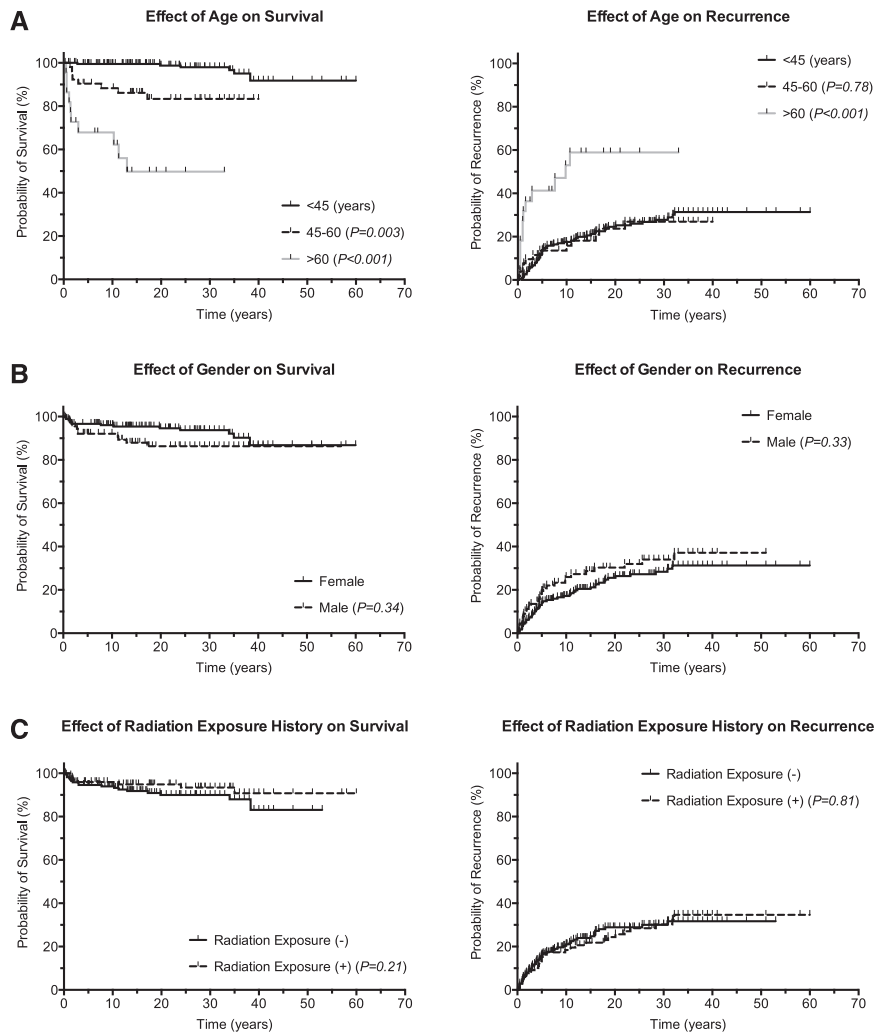 A
Effect of Age on Survival
Probability of Survival (%)
100
80
60
40
20
0
<45 (years)
45-60 (P=0.003)
>60 (P<0.001)
0 10 20 30 40 50 60 70
Time (years)
Effect of Age on Recurrence
Probability of Recurrence (%)
100
80
60
40
20
0
<45 (years)
45-60 (P=0.78)
>60 (P<0.001)
0 10 20 30 40 50 60 70
Time (years)
B
Effect of Gender on Survival
Probability of Survival (%)
100
80
60
40
20
0
Female
Male (P=0.34)
0 10 20 30 40 50 60 70
Time (years)
Effect of Gender on Recurrence
Probability of Recurrence (%)
100
80
60
40
20
0
Female
Male (P=0.33)
0 10 20 30 40 50 60 70
Time (years)
C
Effect of Radiation Exposure History on Survival
Probability of Survival (%)
100
80
60
40
20
0
Radiation Exposure (-)
Radiation Exposure (+) (P=0.21)
0 10 20 30 40 50 60 70
Time (years)
Effect of Radiation Exposure History on Recurrence
Probability of Recurrence (%)
100
80
60
40
20
0
Radiation Exposure (-)
Radiation Exposure (+) (P=0.81)
0 10 20 30 40 50 60 70
Time (years)